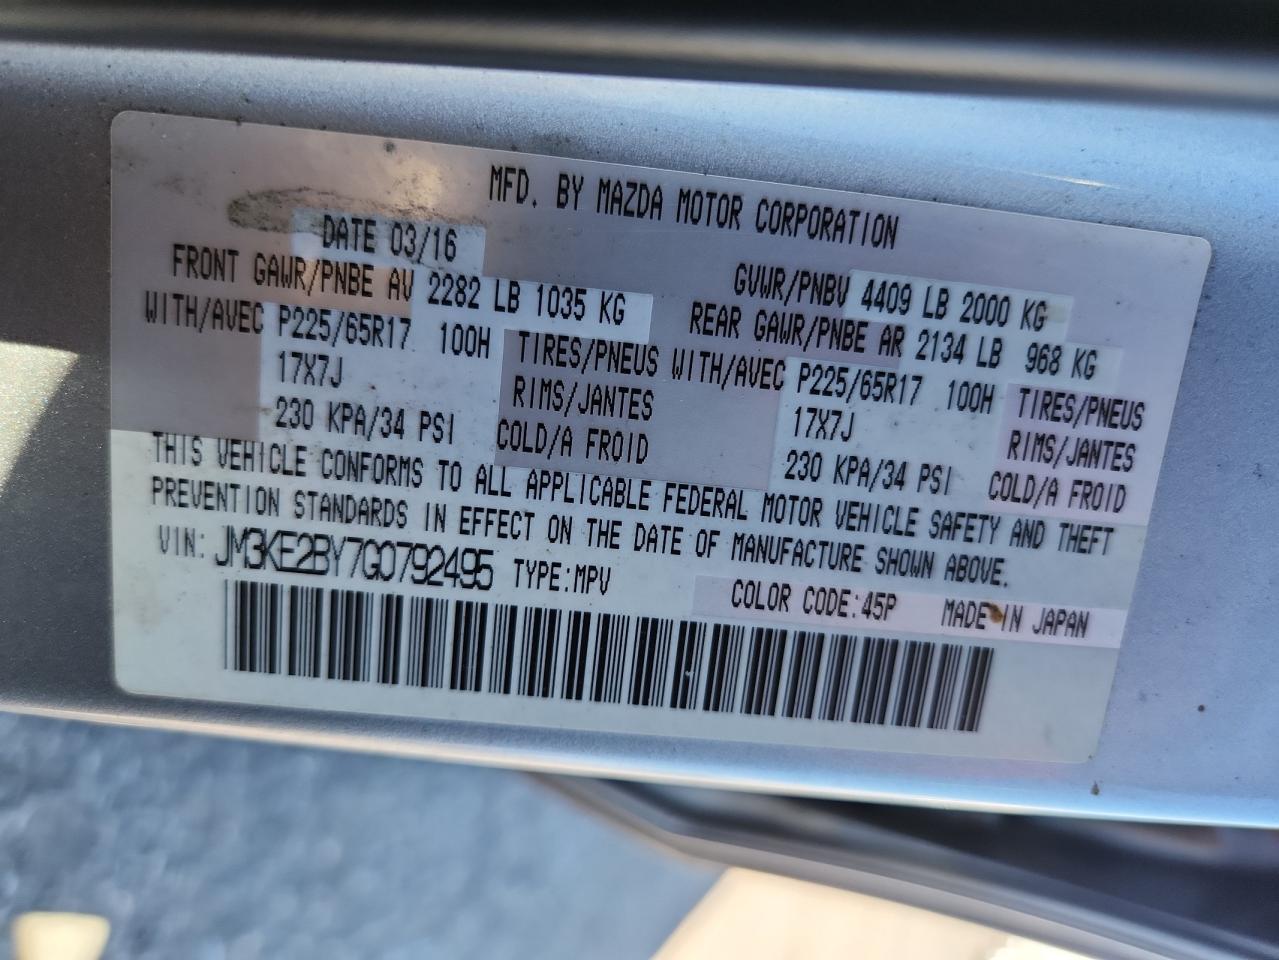 MFD. BY MAZDA MOTOR CORPORATION
DATE 03/16
GVWR/PNBV 4409 LB 2000 KG
FRONT GAWR/PNBE AV 2282 LB 1035 KG
REAR GAWR/PNBE AR 2134 LB 968 KG
WITH/AVEC P225/65R17 100H TIRES/PNEUS
WITH/AVEC P225/65R17 100H TIRES/PNEUS
17X7J RIMS/JANTES
17X7J RIMS/JANTES
230 KPA/34 PSI COLD/A FROID
230 KPA/34 PSI COLD/A FROID
THIS VEHICLE CONFORMS TO ALL APPLICABLE FEDERAL MOTOR VEHICLE SAFETY AND THEFT
PREVENTION STANDARDS IN EFFECT ON THE DATE OF MANUFACTURE SHOWN ABOVE.
VIN: JM3KE2BY7G0792495 TYPE:MPV
COLOR CODE:45P MADE IN JAPAN